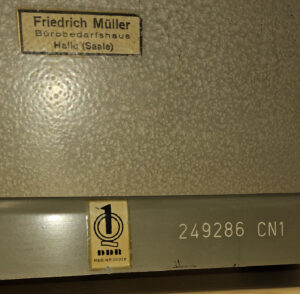 Friedrich Müller
Bürobedarfshaus
Halle (Saale)
1
DDR
249286 CN1